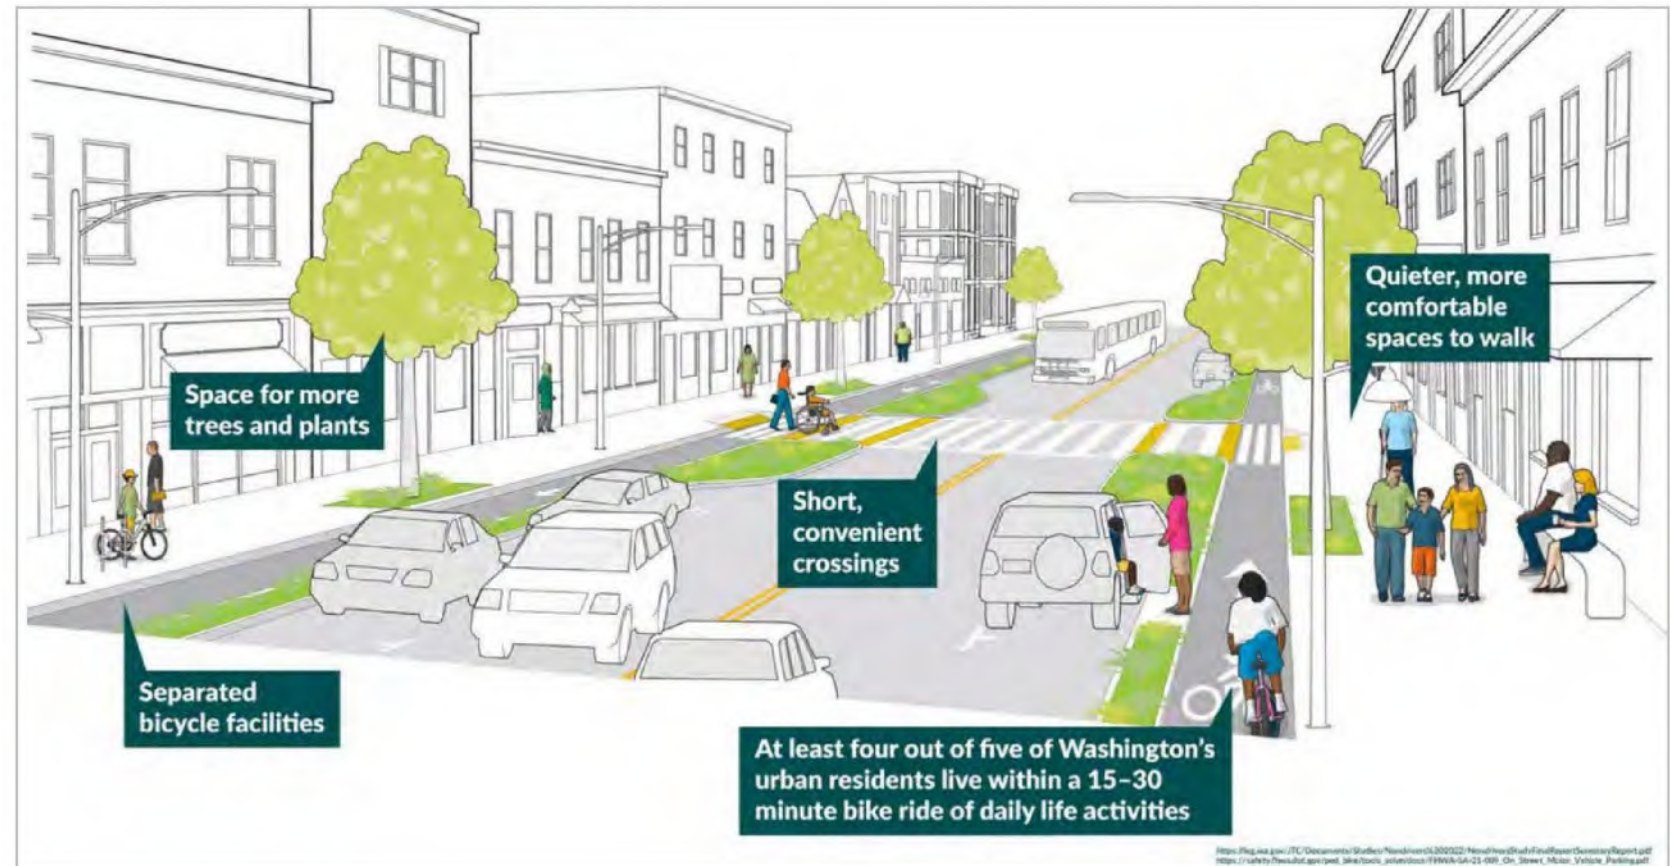 Space for more
trees and plants
Quieter, more
comfortable
spaces to walk
Short,
convenient
crossings
Separated
bicycle facilities
At least four out of five of Washington's
urban residents live within a 15–30
minute bike ride of daily life activities